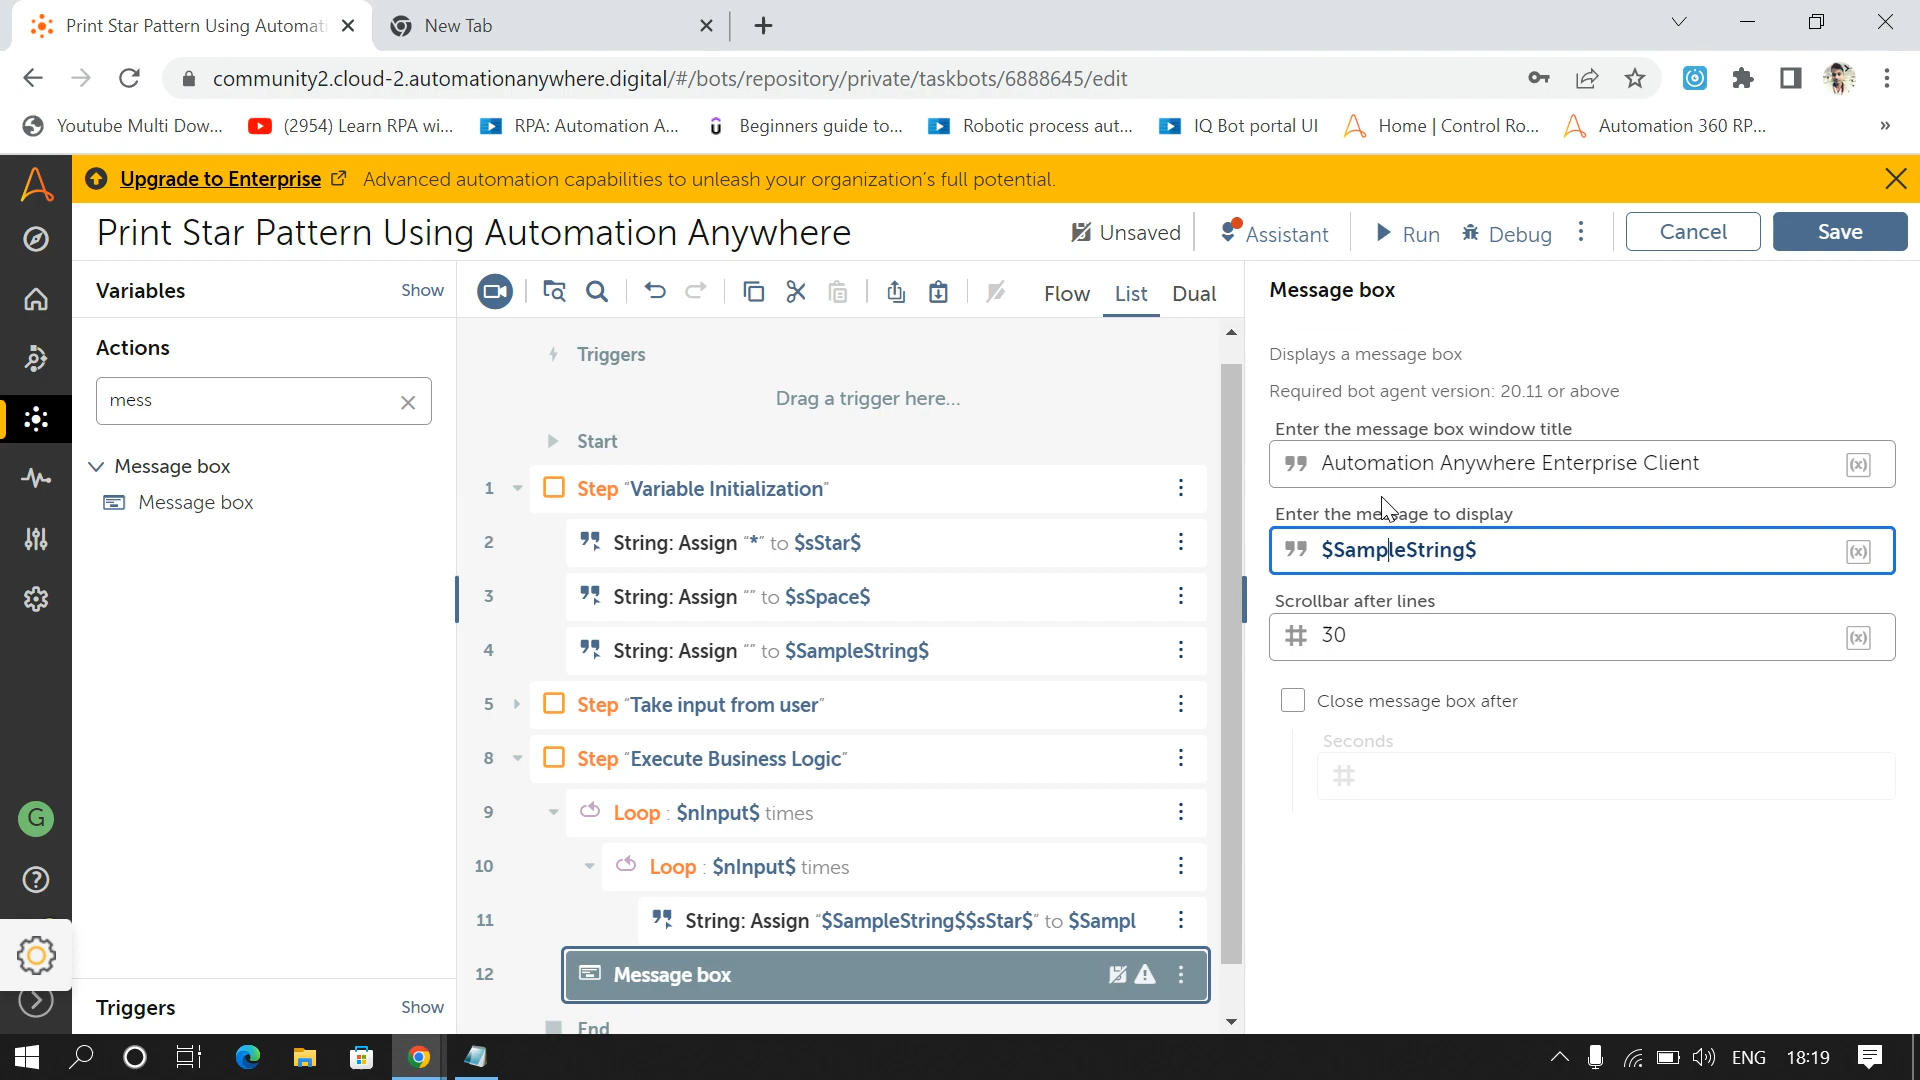 Print Star Pattern Using Automati
New Tab
community2.cloud-2.automationanywhere.digital/#/bots/repository/private/taskbots/6888645/edit
Youtube Multi Dow...
(2954) Learn RPA wi...
RPA: Automation A...
Beginners guide to...
Robotic process aut...
IQ Bot portal UI
Home | Control Ro...
Automation 360 RP...
»
Upgrade to Enterprise
Advanced automation capabilities to unleash your organization's full potential.
Print Star Pattern Using Automation Anywhere
Unsaved
Assistant
Run
Debug
Cancel
Save
Variables
Show
Flow
List
Dual
Message box
Actions
mess
Message box
Message box
Triggers
Show
Triggers
Drag a trigger here...
Start
1 Step "Variable Initialization"
2 String: Assign "*" to $sStar$
3 String: Assign "" to $sSpace$
4 String: Assign "" to $SampleString$
5 Step "Take input from user"
8 Step "Execute Business Logic"
9 Loop : $nInput$ times
10 Loop : $nInput$ times
11 String: Assign "$SampleString$$sStar$" to $Sampl
12 Message box
End
Displays a message box
Required bot agent version: 20.11 or above
Enter the message box window title
Automation Anywhere Enterprise Client
(x)
Enter the message to display
$SampleString$
(x)
Scrollbar after lines
30
(x)
Close message box after
Seconds
G
ENG
18:19